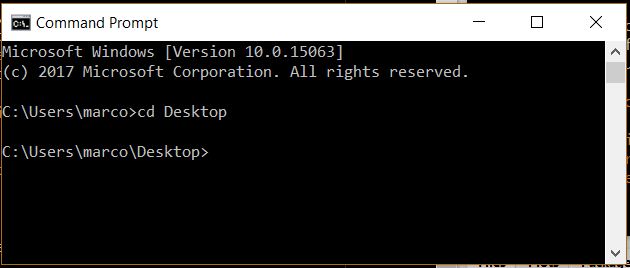 Command Prompt
Microsoft Windows [Version 10.0.15063]
(c) 2017 Microsoft Corporation. All rights reserved.
C:\Users\marco>cd Desktop
C:\Users\marco\Desktop>